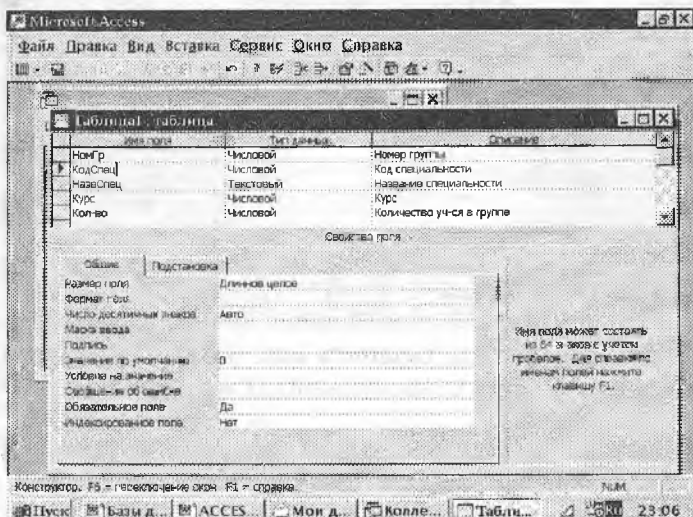 Microsoft Access
Файл Правка Вид Вставка Сервис Окно Справка
Таблица1 : таблица
Имя поля Тип данных Описание
НомГр Числовой Номер группы
КодСпец Числовой Код специальности
НазвСпец Текстовый Название специальности
Курс Числовой Курс
Кол-во Числовой Количество уч-ся в группе
Свойства поля
Общие Подстановка
Размер поля Длинное целое
Формат поля
Число десятичных знаков Авто
Маска ввода
Подпись
Значение по умолчанию 0
Условие на значение
Сообщение об ошибке
Обязательное поле Да
Индексированное поле Нет
Имя поля может состоять
из 64 знаков с учетом
пробелов. Для справки по
именам полей нажмите
клавишу F1.
Конструктор. F6 = переключение окон. F1 = справка. NUM
Пуск Базы д... ACCES... Мои д... Колле... Табли... Ru 23:06